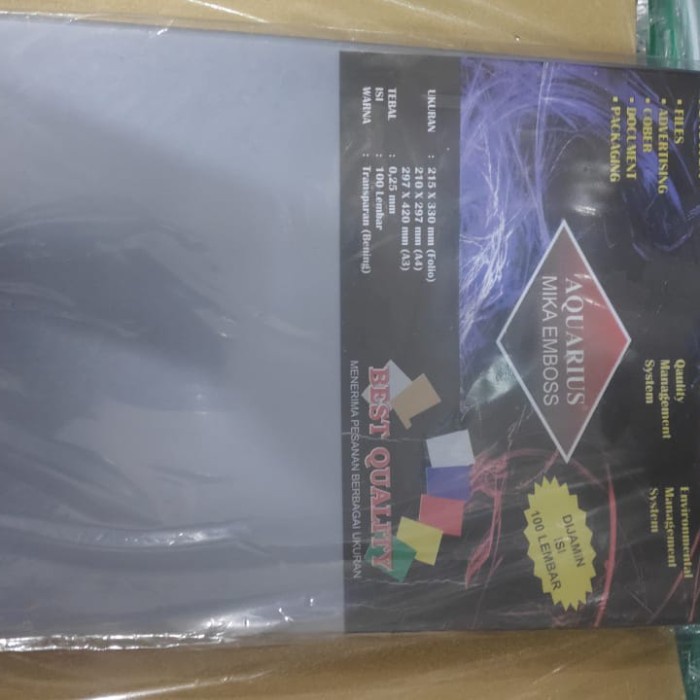 • FILES
• ADVERTISING
• COBER
• DOCUMENT
• PACKAGING
Quality
Management
System
Environmental
Management
System
AQUARIUS
MIKA EMBOSS
DIJAMIN
ISI
100 LEMBAR
UKURAN : 215 X 330 mm (Folio)
210 X 297 mm (A4)
297 X 420 mm (A3)
TEBAL : 0,25 mm
ISI : 100 Lembar
WARNA : Transparan (Bening)
BEST QUALITY
MENERIMA PESANAN BERBAGAI UKURAN